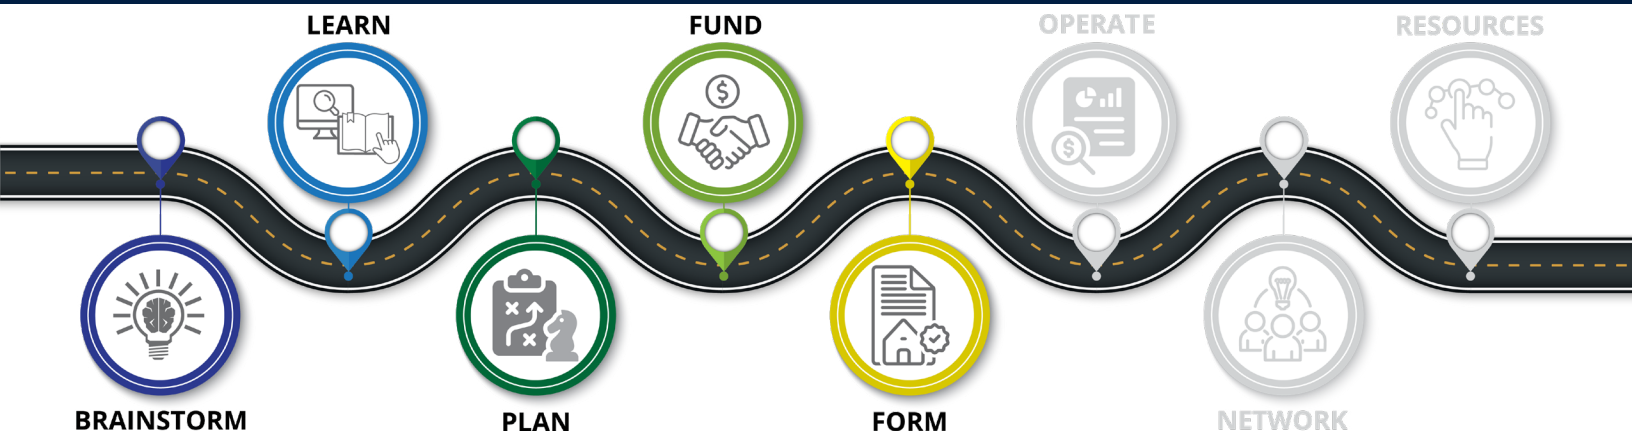 BRAINSTORM
LEARN
PLAN
FUND
FORM
OPERATE
NETWORK
RESOURCES